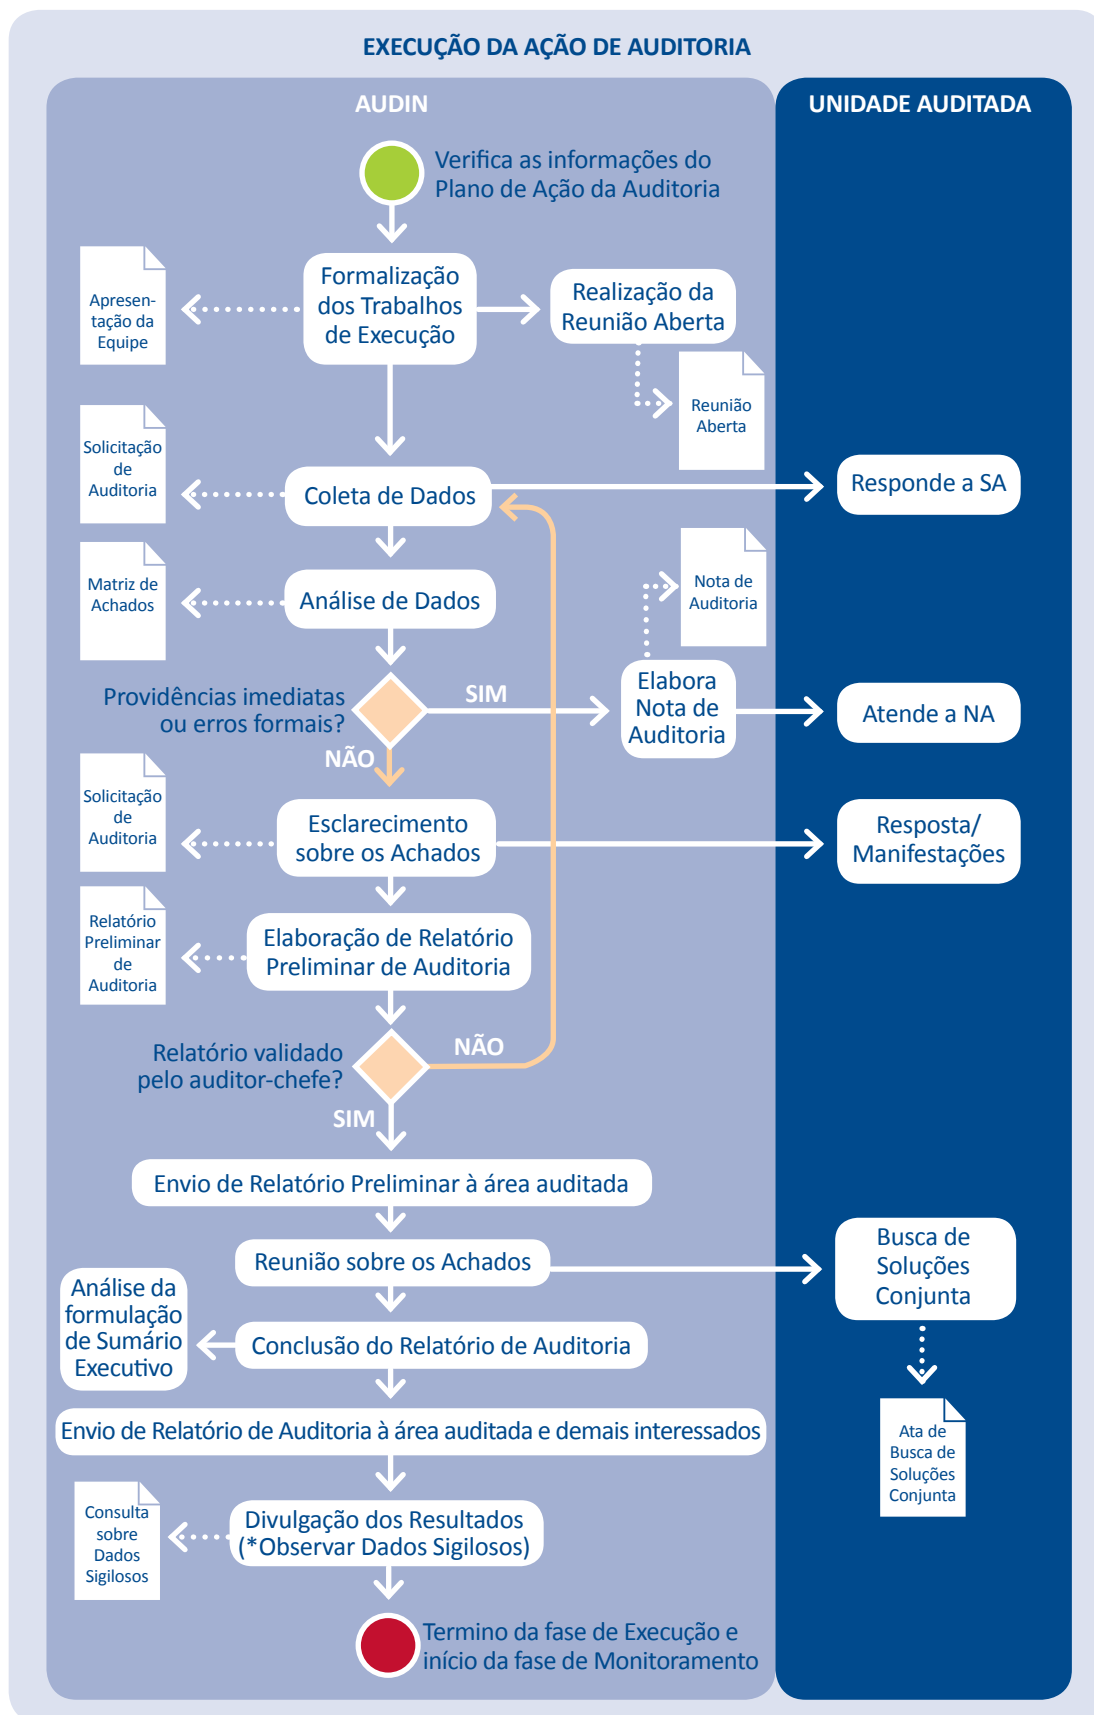 EXECUÇÃO DA AÇÃO DE AUDITORIA
AUDIN
UNIDADE AUDITADA
Verifica as informações do
Plano de Ação da Auditoria
Apresen-
tação da
Equipe
Formalização
dos Trabalhos
de Execução
Realização da
Reunião Aberta
Reunião
Aberta
Solicitação
de
Auditoria
Coleta de Dados
Responde a SA
Matriz de
Achados
Análise de Dados
Nota de
Auditoria
Providências imediatas
ou erros formais?
SIM
NÃO
Elabora
Nota de
Auditoria
Atende a NA
Solicitação
de
Auditoria
Esclarecimento
sobre os Achados
Resposta/
Manifestações
Relatório
Preliminar
de
Auditoria
Elaboração de Relatório
Preliminar de Auditoria
Relatório validado
pelo auditor-chefe?
NÃO
SIM
Envio de Relatório Preliminar à área auditada
Reunião sobre os Achados
Busca de
Soluções
Conjunta
Análise da
formulação
de Sumário
Executivo
Conclusão do Relatório de Auditoria
Envio de Relatório de Auditoria à área auditada e demais interessados
Ata de
Busca de
Soluções
Conjunta
Consulta
sobre
Dados
Sigilosos
Divulgação dos Resultados
(*Observar Dados Sigilosos)
Termino da fase de Execução e
início da fase de Monitoramento